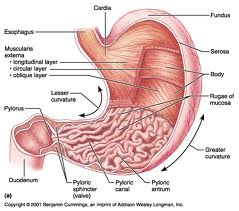 Cardia
Fundus
Esophagus
Muscularis
externa
• longitudinal layer
• circular layer
• oblique layer
Serosa
Lesser
curvature
Body
Rugae of
mucosa
Pylorus
Greater
curvature
Duodenum
Pyloric
sphincter
(valve)
Pyloric
canal
Pyloric
antrum
(a)
Copyright © 2001 Benjamin Cummings, an imprint of Addison Wesley Longman, Inc.